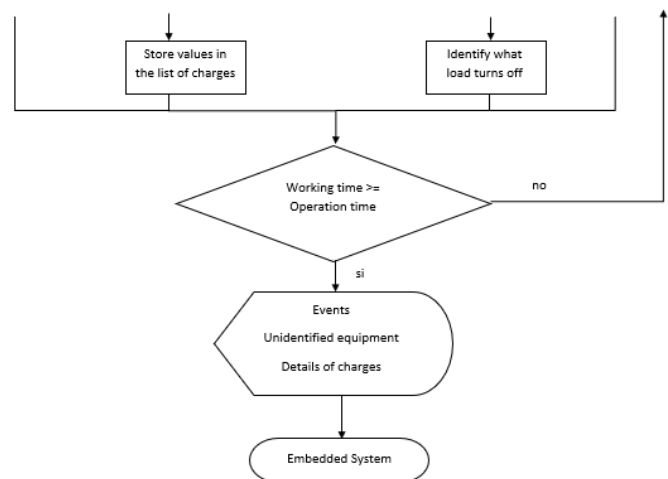 Store values in
the list of charges
Identify what
load turns off
Working time >=
Operation time
no
si
Events
Unidentified equipment
Details of charges
Embedded System